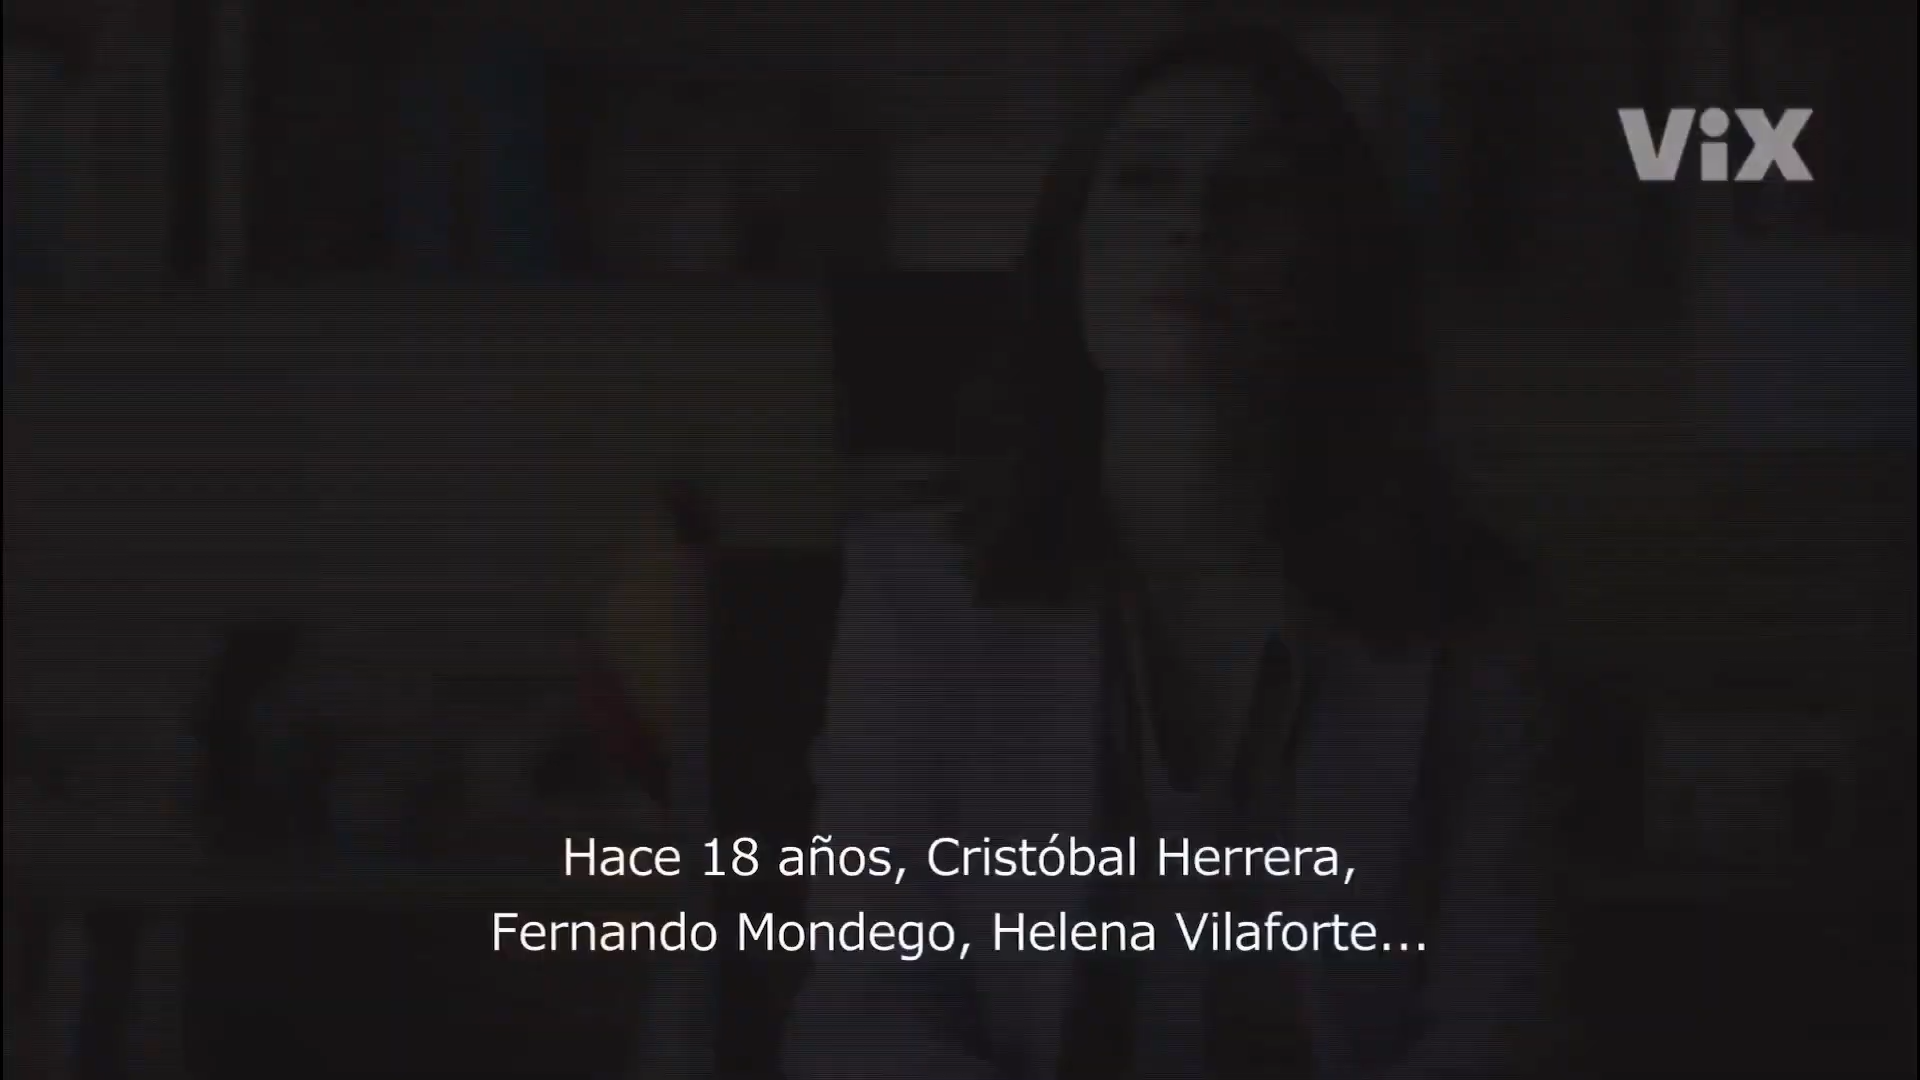 ViX
Hace 18 años, Cristóbal Herrera,
Fernando Mondego, Helena Vilaforte...